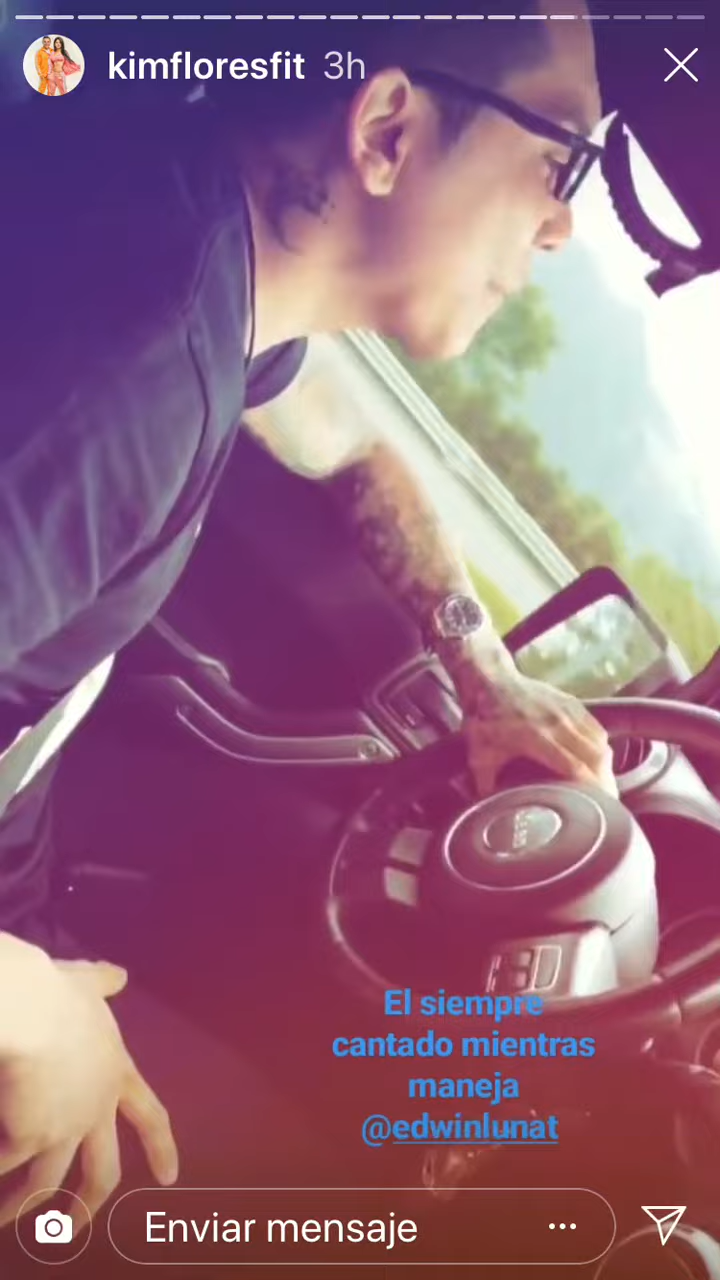 kimfloresfit 3h
El siempre
cantado mientras
maneja
@edwinlunat
Enviar mensaje